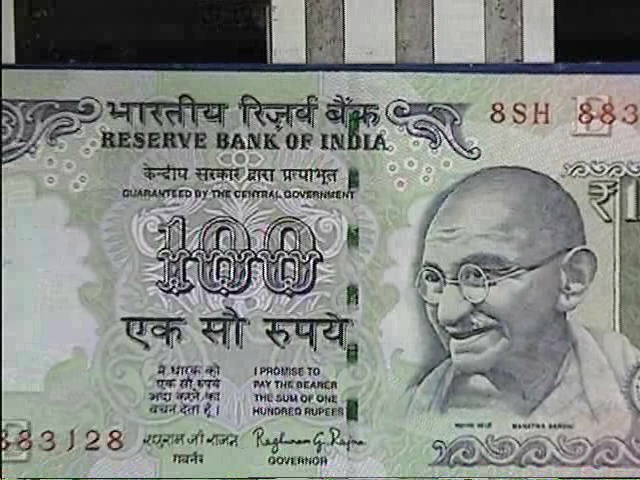 भारतीय रिज़र्व बैंक
8SH 883
RESERVE BANK OF INDIA
केन्दीय सरकार द्वारा प्रत्याभूत
GUARANTEED BY THE CENTRAL GOVERNMENT
₹1
100
एक सौ रुपये
मैं धारक को
एक सौ रुपये
अदा करने का
वचन देता हूँ।
I PROMISE TO
PAY THE BEARER
THE SUM OF ONE
HUNDRED RUPEES
महात्मा गांधी
MAHATMA GANDHI
883128
रघुराम जी राजन
Raghuram G. Rajan
गवर्नर
GOVERNOR